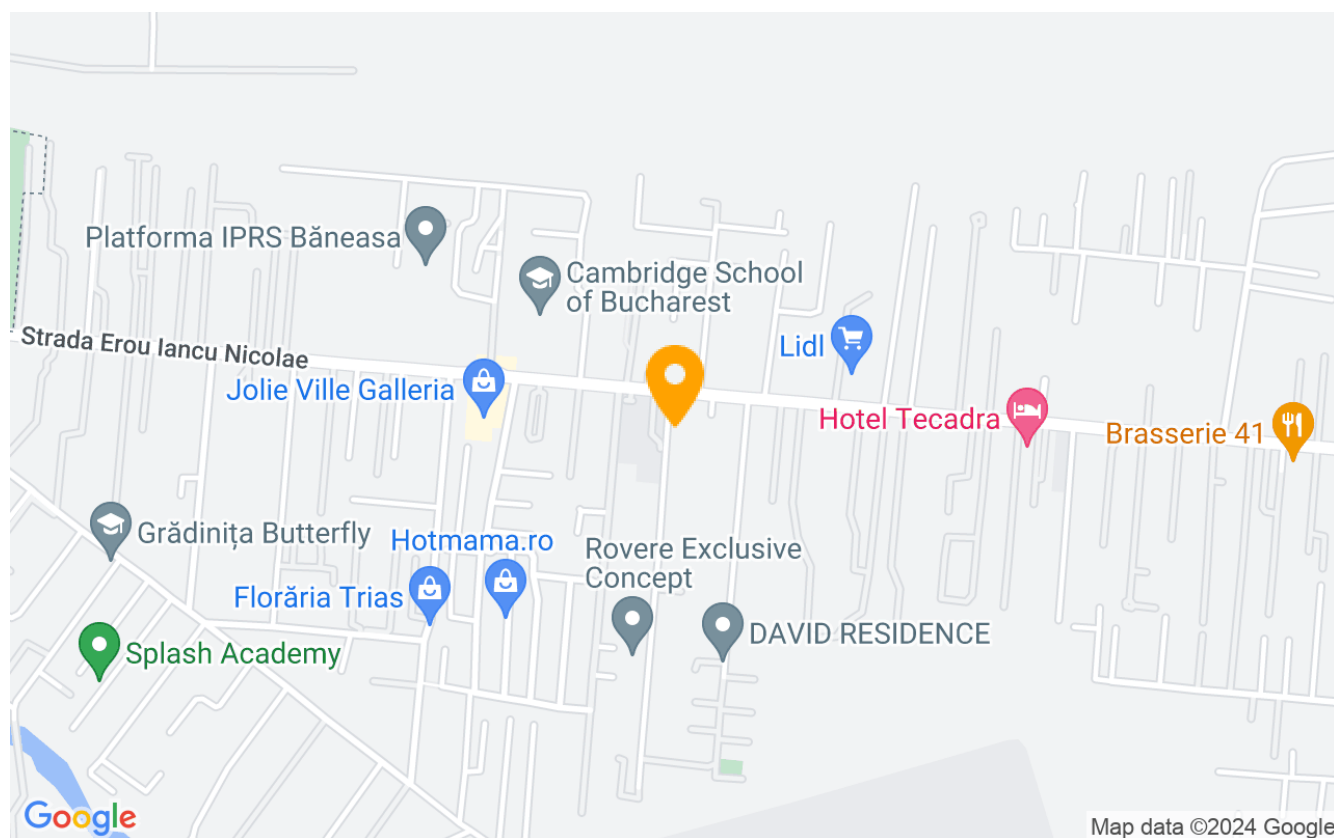 Platforma IPRS Băneasa
Cambridge School
of Bucharest
Strada Erou Iancu Nicolae
Lidl
Jolie Ville Galleria
Hotel Tecadra
Brasserie 41
Grădinița Butterfly
Hotmama.ro
Rovere Exclusive
Concept
Florăria Trias
DAVID RESIDENCE
Splash Academy
Google
Map data ©2024 Google